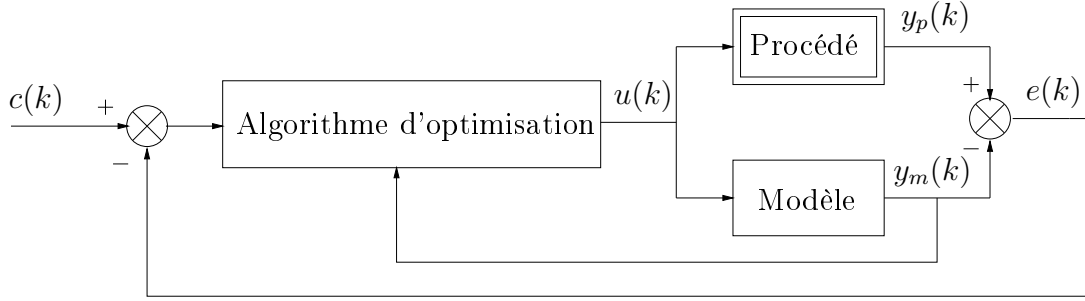 y_p(k)
Procédé
c(k)
+
−
Algorithme d'optimisation
u(k)
+
−
e(k)
y_m(k)
Modèle